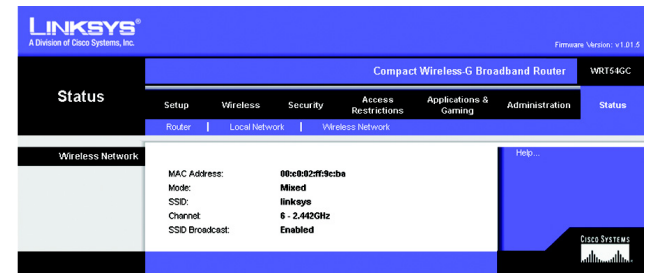 LINKSYS®
A Division of Cisco Systems, Inc.
Firmware Version: v1.01.5
Compact Wireless-G Broadband Router WRT54GC
Status
Setup Wireless Security Access Restrictions Applications & Gaming Administration Status
Router Local Network Wireless Network
Wireless Network
Help...
MAC Address: 00:c0:02:ff:9c:ba
Mode: Mixed
SSID: linksys
Channel: 6 - 2.442GHz
SSID Broadcast: Enabled
CISCO SYSTEMS